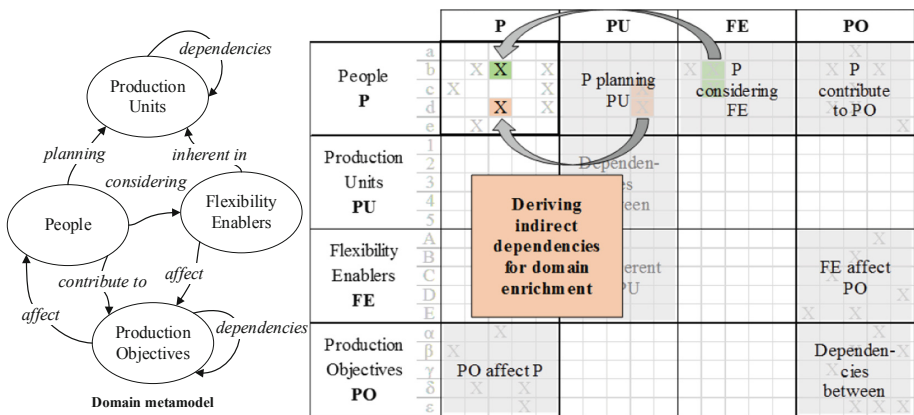 dependencies
Production
Units
planning
inherent in
considering
People
Flexibility
Enablers
contribute to
affect
affect
Production
Objectives
dependencies
Domain metamodel
P PU FE PO
People
P
a
b
c
d
e
X X X
X X
X X
X
P planning
PU
P
considering
FE
P
contribute
to PO
Production
Units
PU
1
2
3
4
5
Dependen-
Deriving
indirect
dependencies
for domain
enrichment
Flexibility
Enablers
FE
A
B
C
D
E
PU
FE affect
PO
Production
Objectives
PO
α
β
γ
δ
ε
PO affect P
Dependen-
cies
between